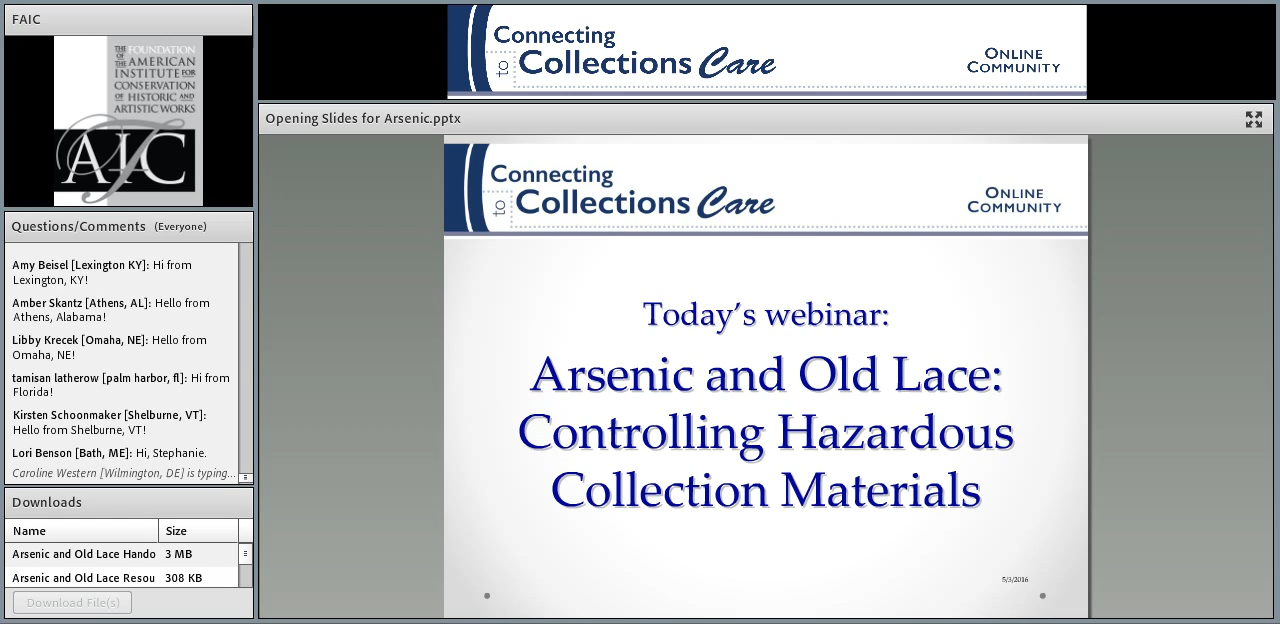 FAIC
THE FOUNDATION
OF THE AMERICAN
INSTITUTE FOR
CONSERVATION
OF HISTORIC AND
ARTISTIC WORKS
AIC
Questions/Comments (Everyone)
Amy Beisel [Lexington KY]: Hi from
Lexington, KY!
Amber Skantz [Athens, AL]: Hello from
Athens, Alabama!
Libby Krecek [Omaha, NE]: Hello from
Omaha, NE!
tamisan latherow [palm harbor, fl]: Hi from
Florida!
Kirsten Schoonmaker [Shelburne, VT]:
Hello from Shelburne, VT!
Lori Benson [Bath, ME]: Hi, Stephanie.
Caroline Western [Wilmington, DE] is typing...
Downloads
Name Size
Arsenic and Old Lace Hando 3 MB
Arsenic and Old Lace Resou 308 KB
Download File(s)
Connecting
to Collections Care
ONLINE
COMMUNITY
Opening Slides for Arsenic.pptx
Connecting
to Collections Care
ONLINE
COMMUNITY
Today's webinar:
Arsenic and Old Lace:
Controlling Hazardous
Collection Materials
5/3/2016